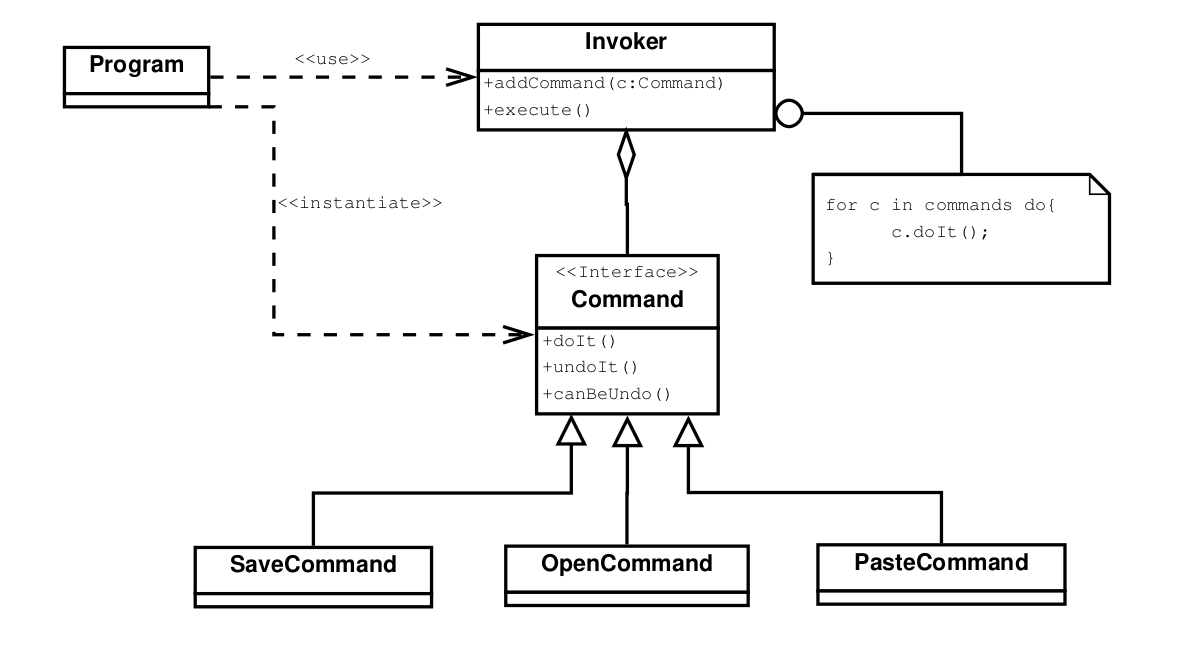 Program
<<use>>
Invoker
+addCommand(c:Command)
+execute()
<<instantiate>>
for c in commands do{
c.doIt();
}
<<Interface>>
Command
+doIt()
+undoIt()
+canBeUndo()
SaveCommand
OpenCommand
PasteCommand